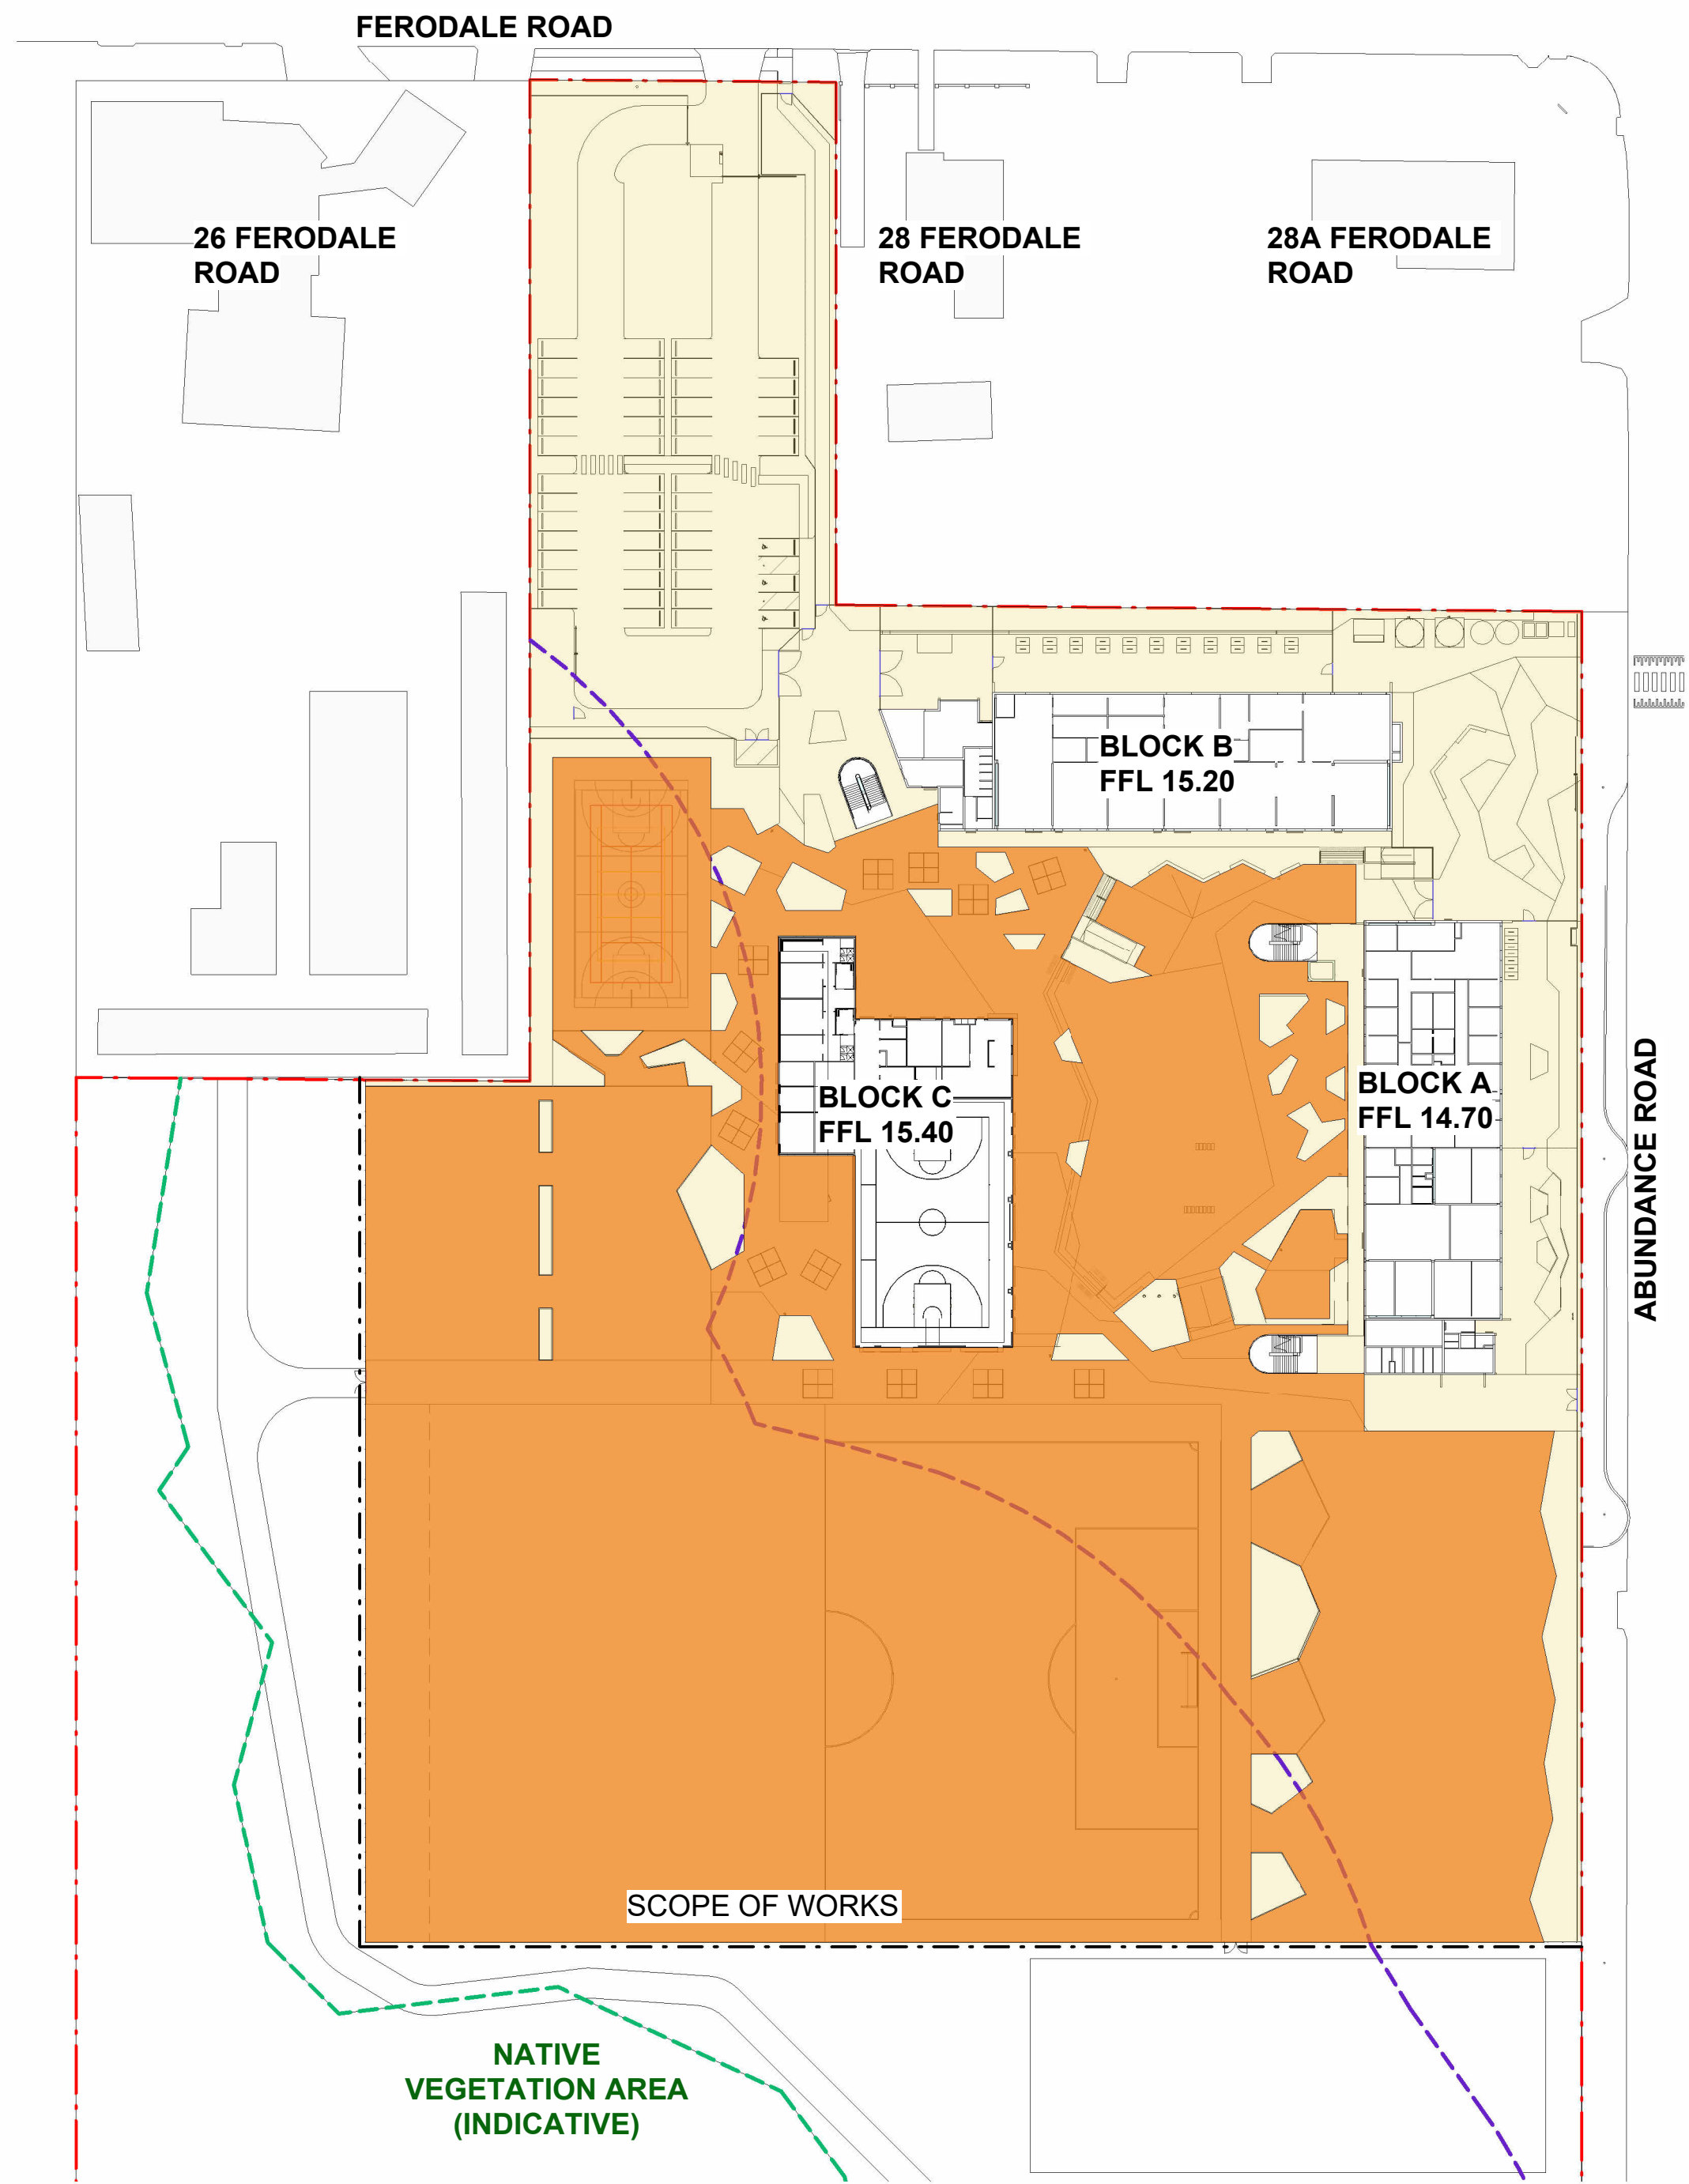 FERODALE ROAD
26 FERODALE
ROAD
28 FERODALE
ROAD
28A FERODALE
ROAD
BLOCK B
FFL 15.20
BLOCK C
FFL 15.40
BLOCK A
FFL 14.70
ABUNDANCE ROAD
SCOPE OF WORKS
NATIVE
VEGETATION AREA
(INDICATIVE)